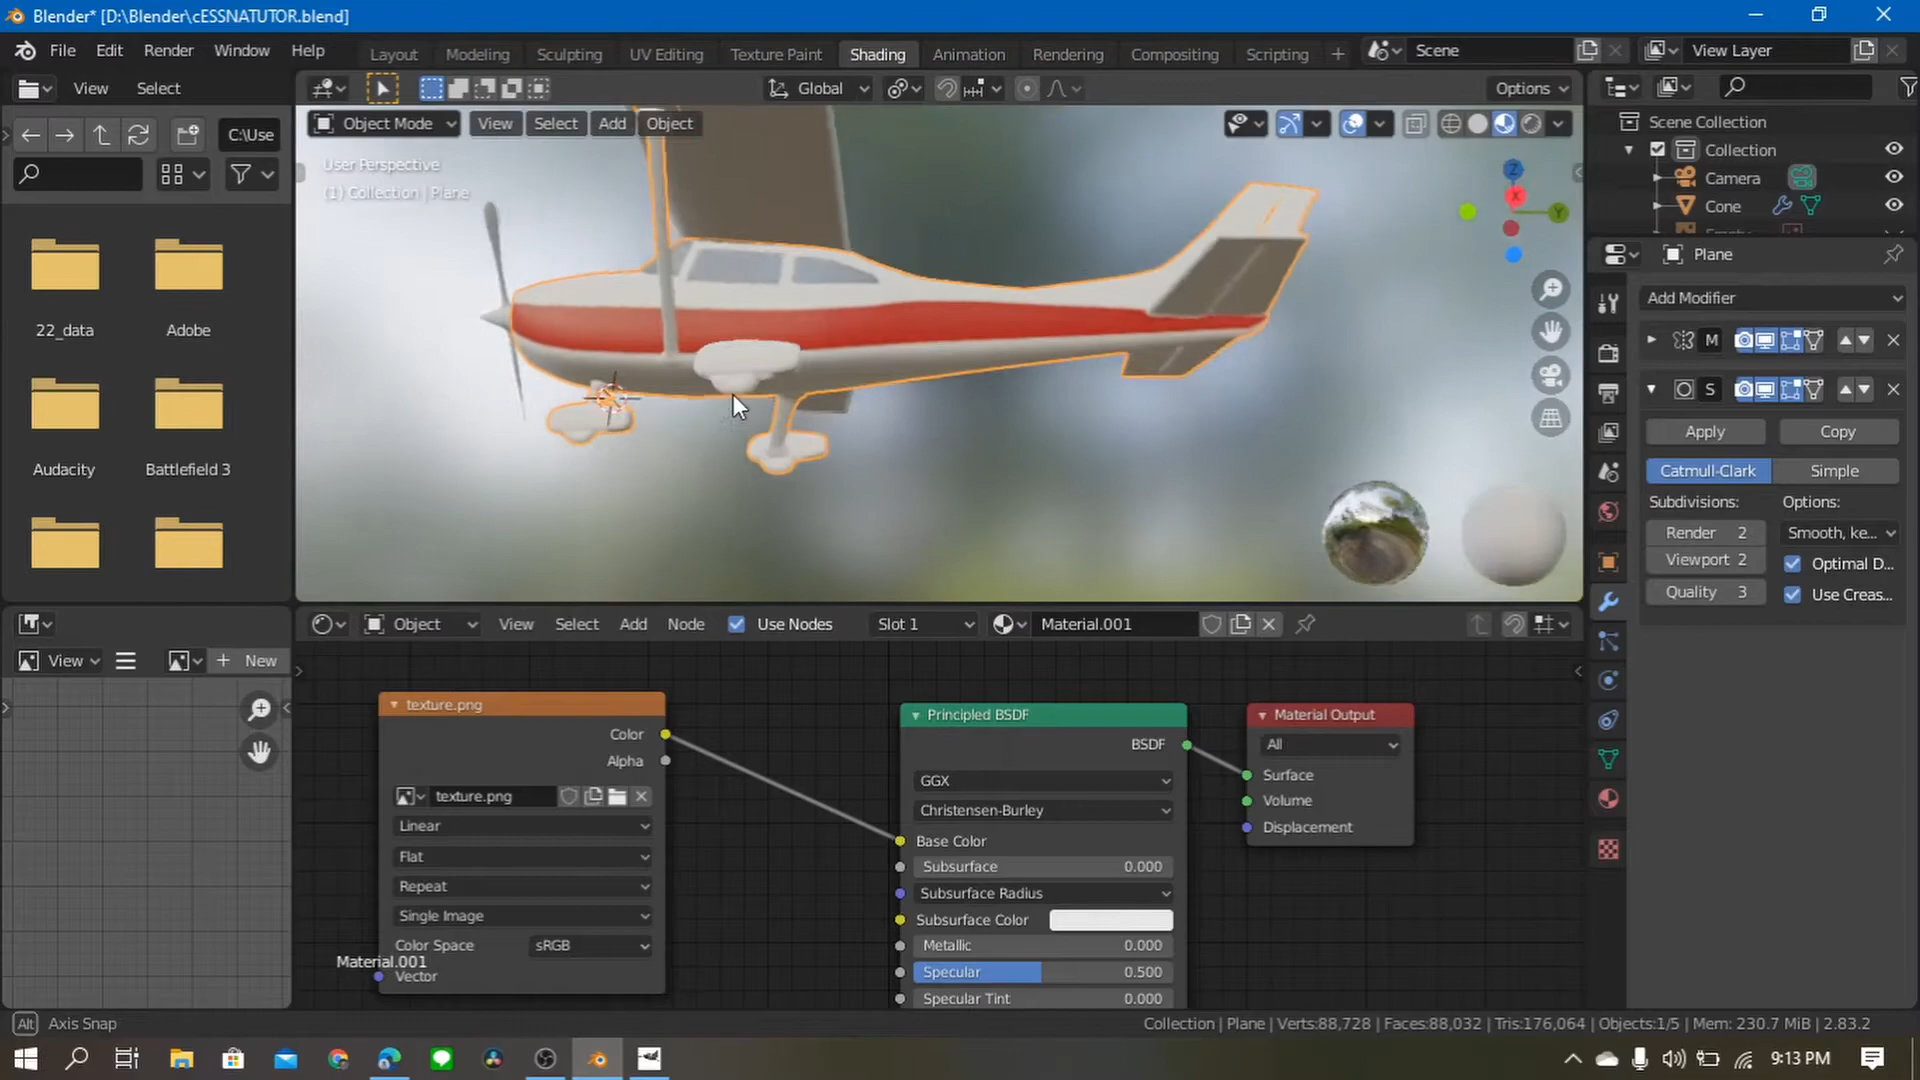 Blender* [D:\Blender\cESSNATUTOR.blend]
File Edit Render Window Help
Layout Modeling Sculpting UV Editing Texture Paint Shading Animation Rendering Compositing Scripting +
Scene
View Layer
View Select
Global
Options
C:\Use
Object Mode View Select Add Object
User Perspective
(1) Collection | Plane
Z
X
Y
22_data
Adobe
Audacity
Battlefield 3
Scene Collection
Collection
Camera
Cone
Plane
Add Modifier
M
S
Apply Copy
Catmull-Clark Simple
Subdivisions: Options:
Render 2 Smooth, ke...
Viewport 2 Optimal D...
Quality 3 Use Creas...
View + New
Object View Select Add Node Use Nodes Slot 1 Material.001
texture.png
Color
Alpha
texture.png
Linear
Flat
Repeat
Single Image
Color Space sRGB
Material.001
Vector
Principled BSDF
BSDF
GGX
Christensen-Burley
Base Color
Subsurface 0.000
Subsurface Radius
Subsurface Color
Metallic 0.000
Specular 0.500
Specular Tint 0.000
Material Output
All
Surface
Volume
Displacement
Alt Axis Snap
Collection | Plane | Verts:88,728 | Faces:88,032 | Tris:176,064 | Objects:1/5 | Mem: 230.7 MiB | 2.83.2
9:13 PM